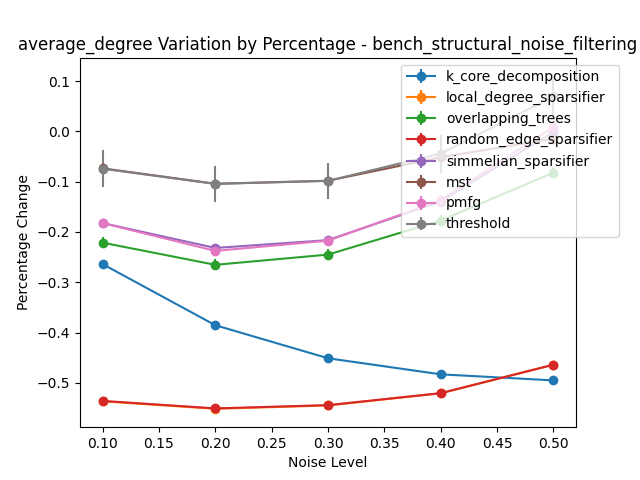 average_degree Variation by Percentage - bench_structural_noise_filtering
k_core_decomposition
local_degree_sparsifier
overlapping_trees
random_edge_sparsifier
simmelian_sparsifier
mst
pmfg
threshold
0.1
0.0
−0.1
−0.2
−0.3
−0.4
−0.5
Percentage Change
0.10 0.15 0.20 0.25 0.30 0.35 0.40 0.45 0.50
Noise Level